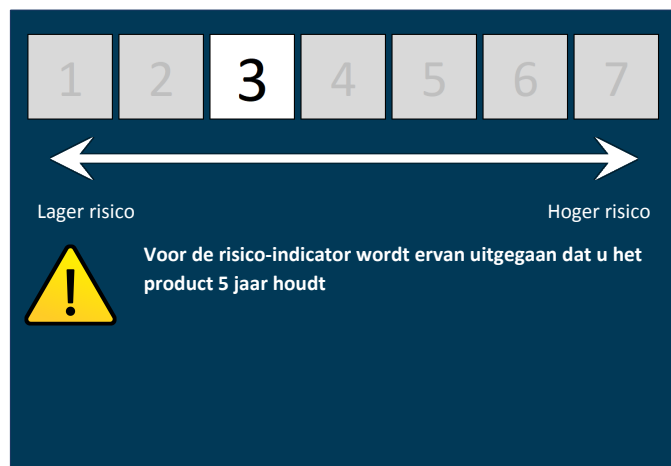 1 2 3 4 5 6 7
Lager risico Hoger risico
Voor de risico-indicator wordt ervan uitgegaan dat u het
product 5 jaar houdt